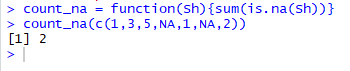 > count_na = function(sh){sum(is.na(sh))}
> count_na(c(1,3,5,NA,1,NA,2))
[1] 2
>